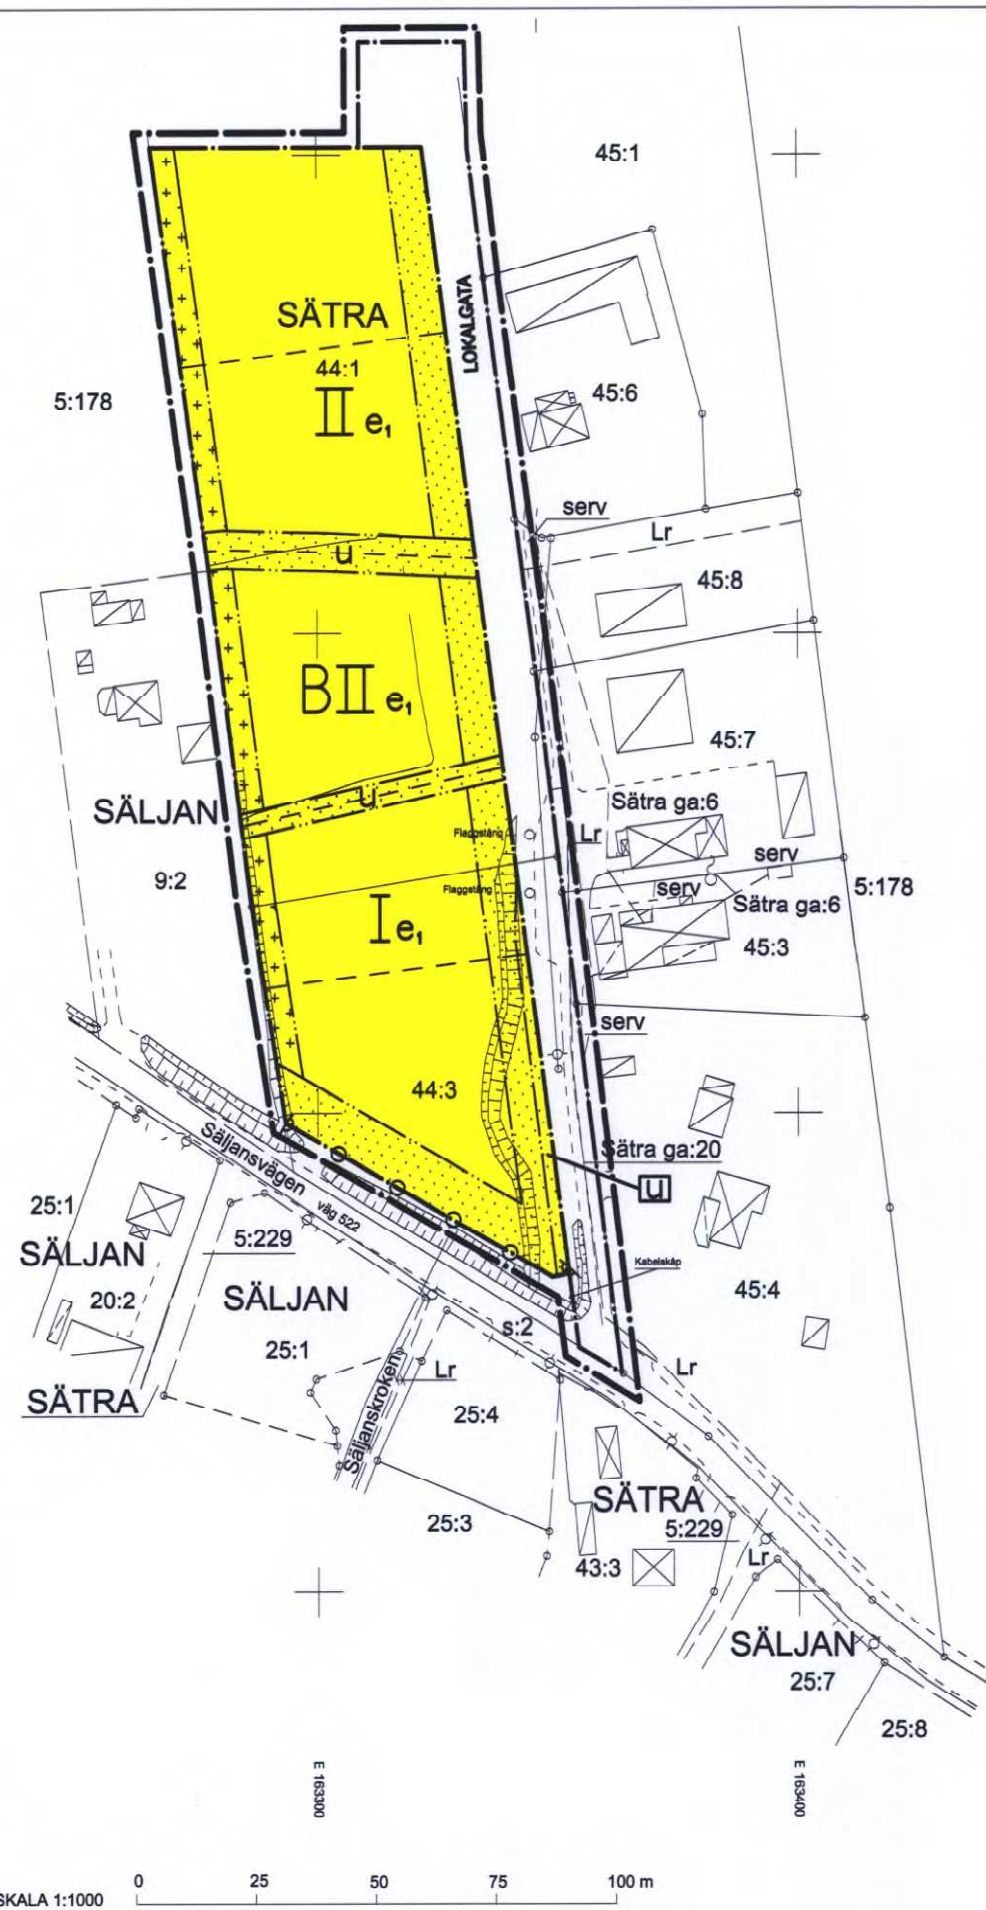 45:1
SÄTRA
LOKALGATA
44:1
45:6
5:178
II e₁
serv
Lr
u
45:8
B II e₁
45:7
SÄLJAN
u
Sätra ga:6
Flaggstång
Lr
serv
9:2
Flaggstång
serv
5:178
Sätra ga:6
I e₁
45:3
serv
44:3
Säljansvägen
Sätra ga:20
25:1
väg 522
u
5:229
SÄLJAN
Kabelskåp
20:2
SÄLJAN
45:4
s:2
25:1
Lr
Lr
SÄTRA
Säljanskroken
25:4
SÄTRA
25:3
5:229
43:3
Lr
SÄLJAN
25:7
25:8
E 163300
E 163400
0 25 50 75 100 m
SKALA 1:1000